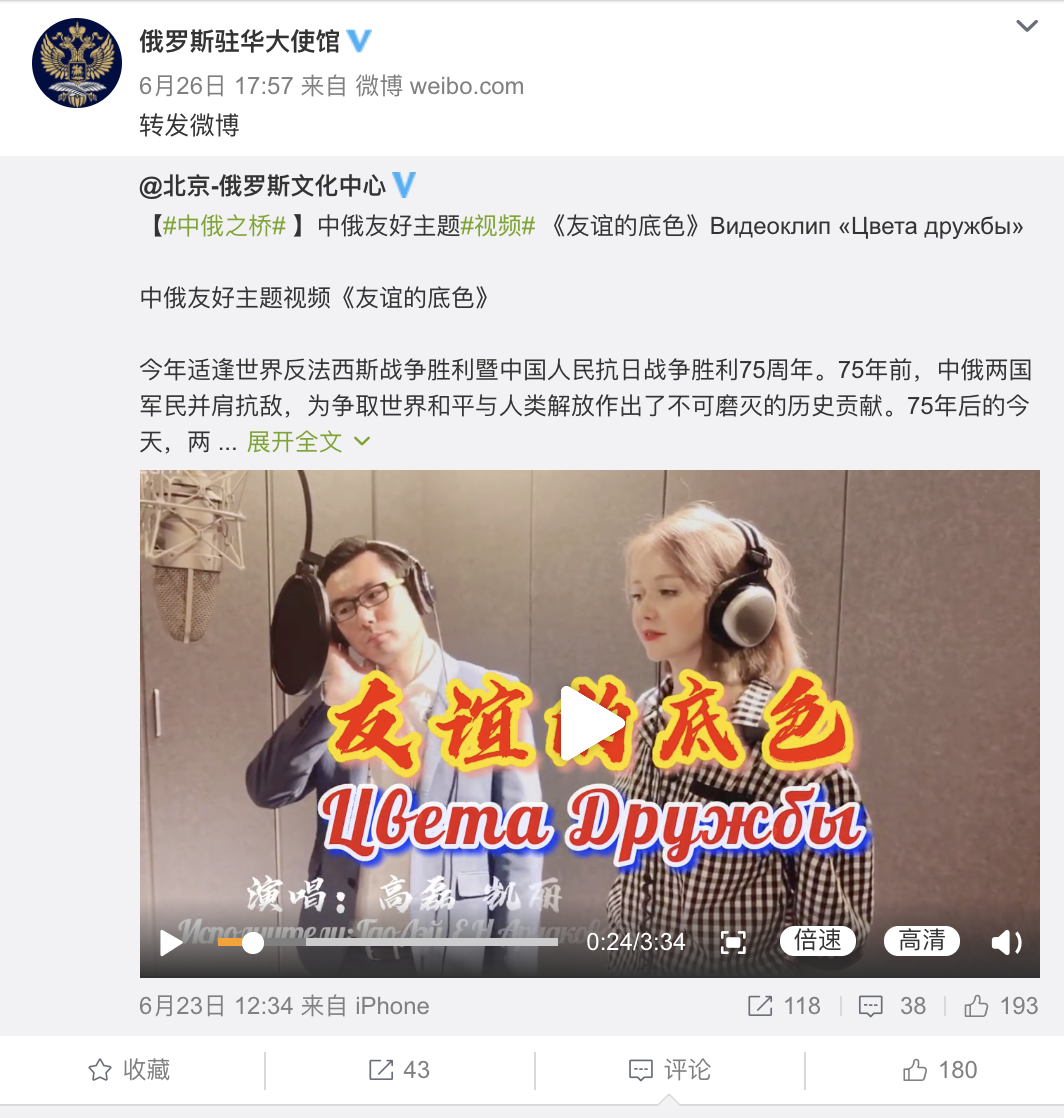 俄罗斯驻华大使馆
6月26日 17:57 来自 微博 weibo.com
转发微博
@北京-俄罗斯文化中心
【#中俄之桥# 】中俄友好主题#视频# 《友谊的底色》Видеоклип «Цвета дружбы»
中俄友好主题视频《友谊的底色》
今年适逢世界反法西斯战争胜利暨中国人民抗日战争胜利75周年。75年前，中俄两国
军民并肩抗敌，为争取世界和平与人类解放作出了不可磨灭的历史贡献。75年后的今
天，两 ... 展开全文
友谊的底色
Цвета Дружбы
演唱：高磊 凯丽
Исполнители: Гао Лэй
0:24/3:34 倍速 高清
6月23日 12:34 来自 iPhone 118 38 193
收藏 43 评论 180